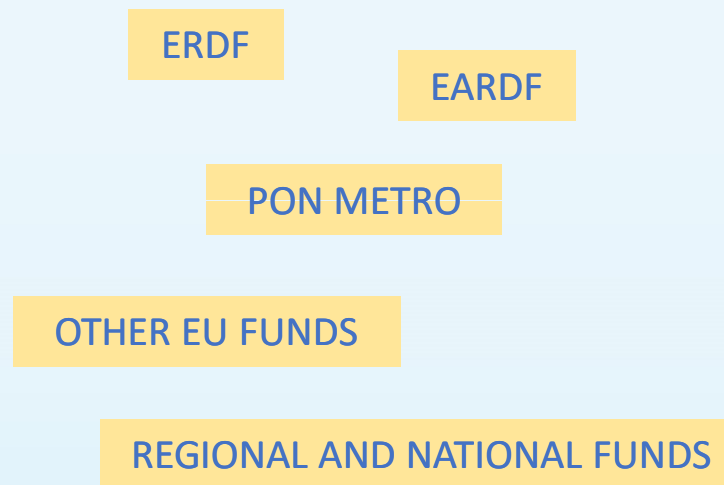 ERDF
EARDF
PON METRO
OTHER EU FUNDS
REGIONAL AND NATIONAL FUNDS